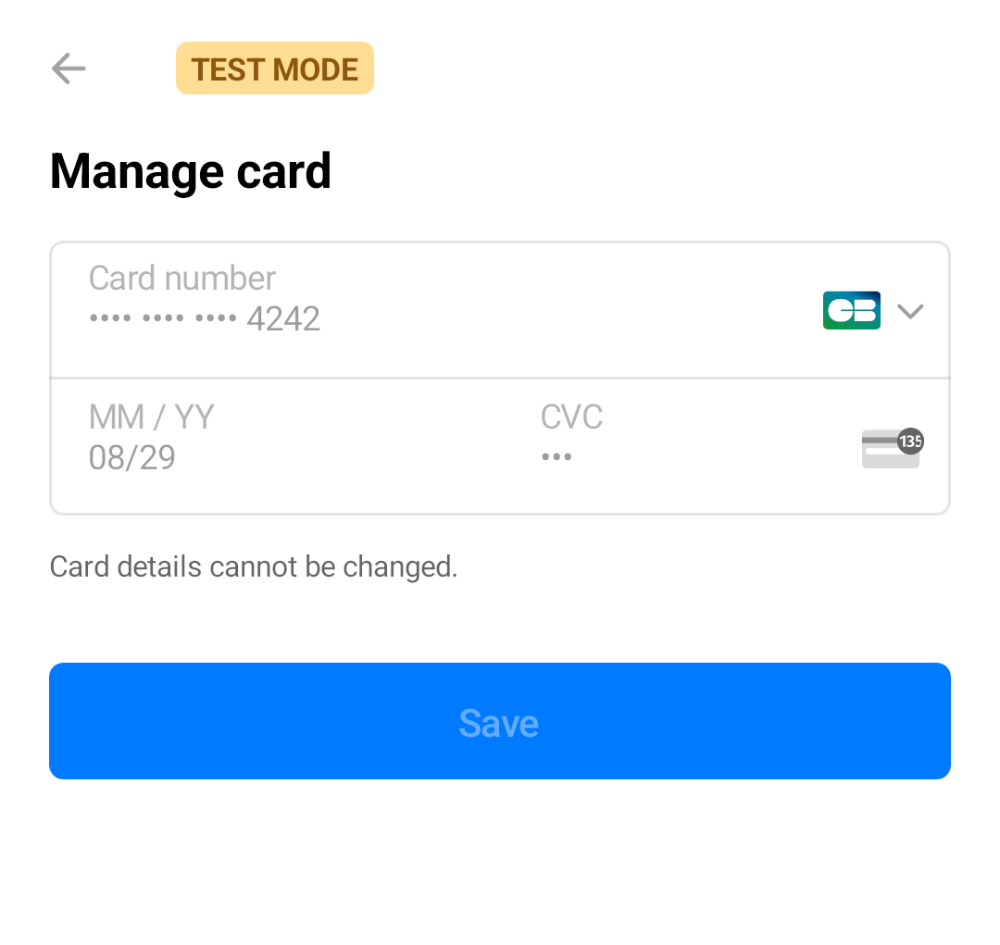 TEST MODE
Manage card
Card number
•••• •••• •••• 4242
CB
MM / YY
CVC
08/29
•••
135
Card details cannot be changed.
Save